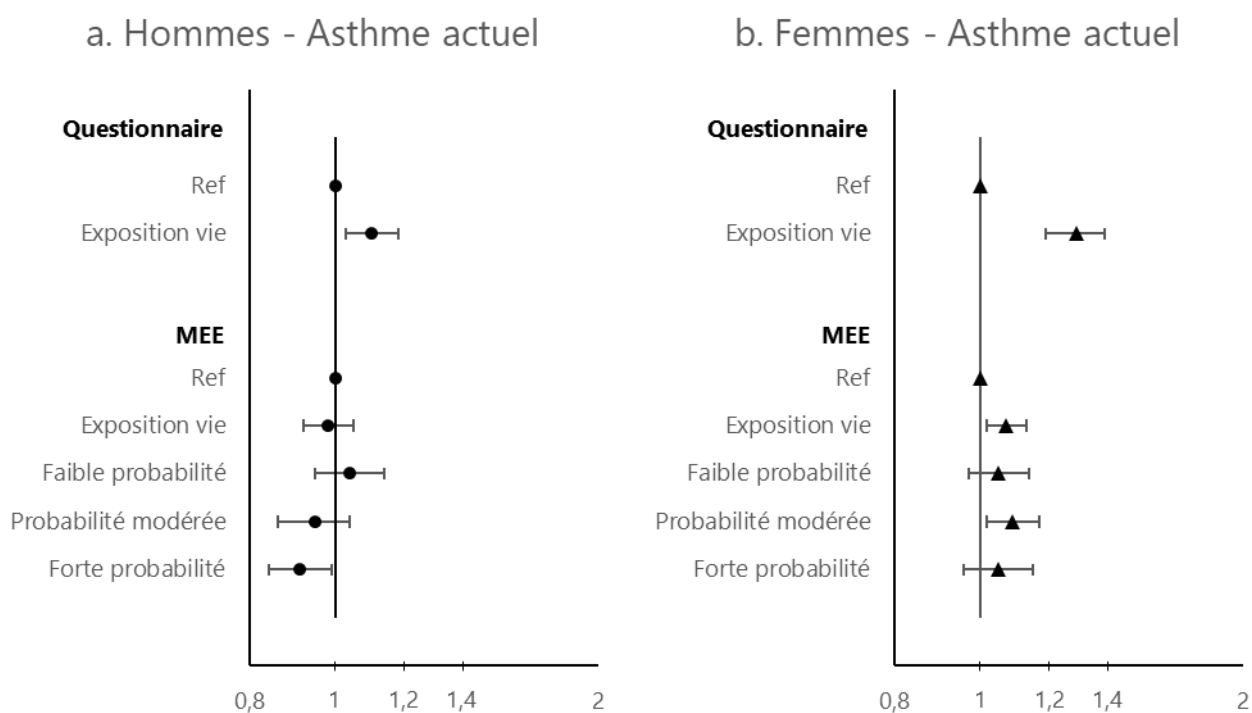 a. Hommes - Asthme actuel
Questionnaire
Ref
Exposition vie
MEE
Ref
Exposition vie
Faible probabilité
Probabilité modérée
Forte probabilité
0,8 1 1,2 1,4 2
b. Femmes - Asthme actuel
Questionnaire
Ref
Exposition vie
MEE
Ref
Exposition vie
Faible probabilité
Probabilité modérée
Forte probabilité
0,8 1 1,2 1,4 2